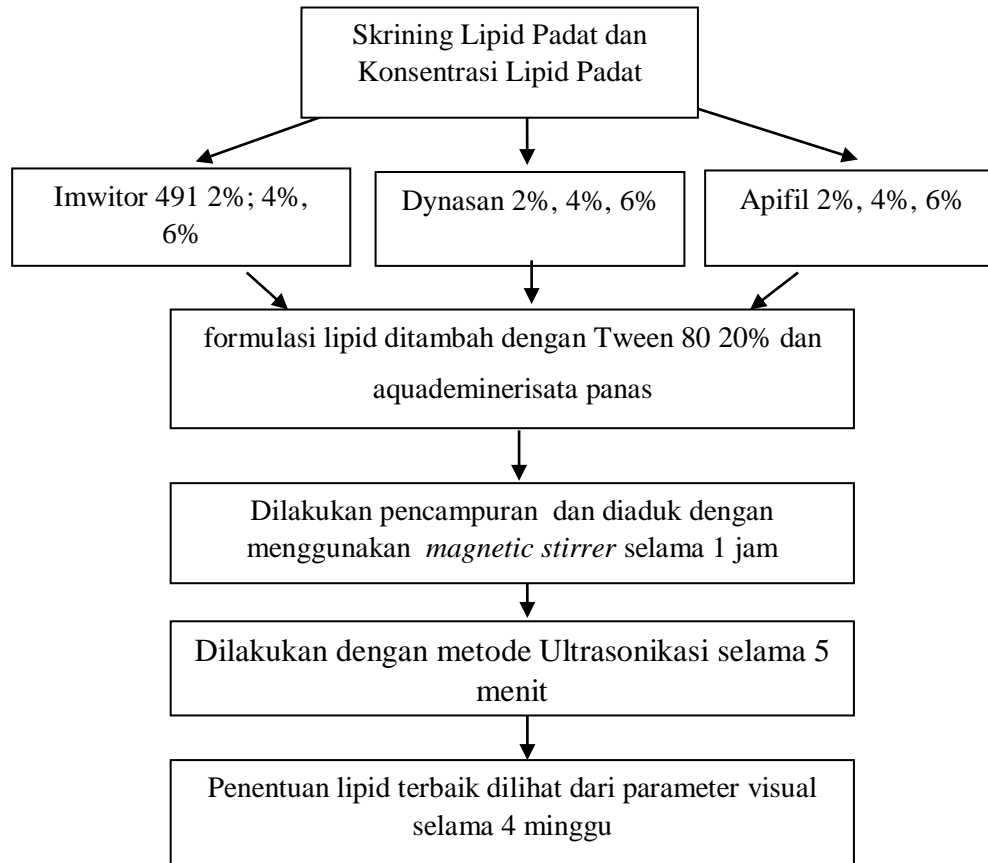 Skrining Lipid Padat dan
Konsentrasi Lipid Padat
Imwitor 491 2%; 4%,
6%
Dynasan 2%, 4%, 6%
Apifil 2%, 4%, 6%
formulasi lipid ditambah dengan Tween 80 20% dan
aquademinerisata panas
Dilakukan pencampuran dan diaduk dengan
menggunakan magnetic stirrer selama 1 jam
Dilakukan dengan metode Ultrasonikasi selama 5
menit
Penentuan lipid terbaik dilihat dari parameter visual
selama 4 minggu